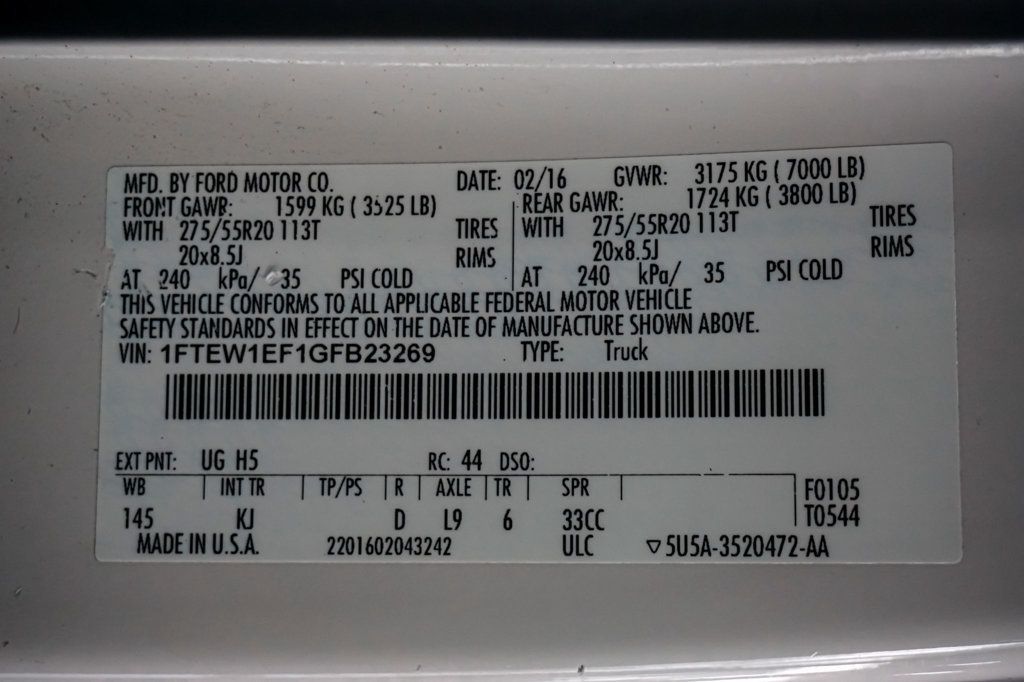 MFD. BY FORD MOTOR CO. DATE: 02/16 GVWR: 3175 KG ( 7000 LB)
FRONT GAWR: 1599 KG ( 3525 LB) REAR GAWR: 1724 KG ( 3800 LB)
WITH 275/55R20 113T TIRES WITH 275/55R20 113T TIRES
20x8.5J RIMS 20x8.5J RIMS
AT 240 kPa/ 35 PSI COLD AT 240 kPa/ 35 PSI COLD
THIS VEHICLE CONFORMS TO ALL APPLICABLE FEDERAL MOTOR VEHICLE
SAFETY STANDARDS IN EFFECT ON THE DATE OF MANUFACTURE SHOWN ABOVE.
VIN: 1FTEW1EF1GFB23269 TYPE: Truck
EXT PNT: UG H5 RC: 44 DSO:
WB INT TR TP/PS R AXLE TR SPR F0105
145 KJ D L9 6 33CC T0544
MADE IN U.S.A. 2201602043242 ULC ▽5U5A-3520472-AA